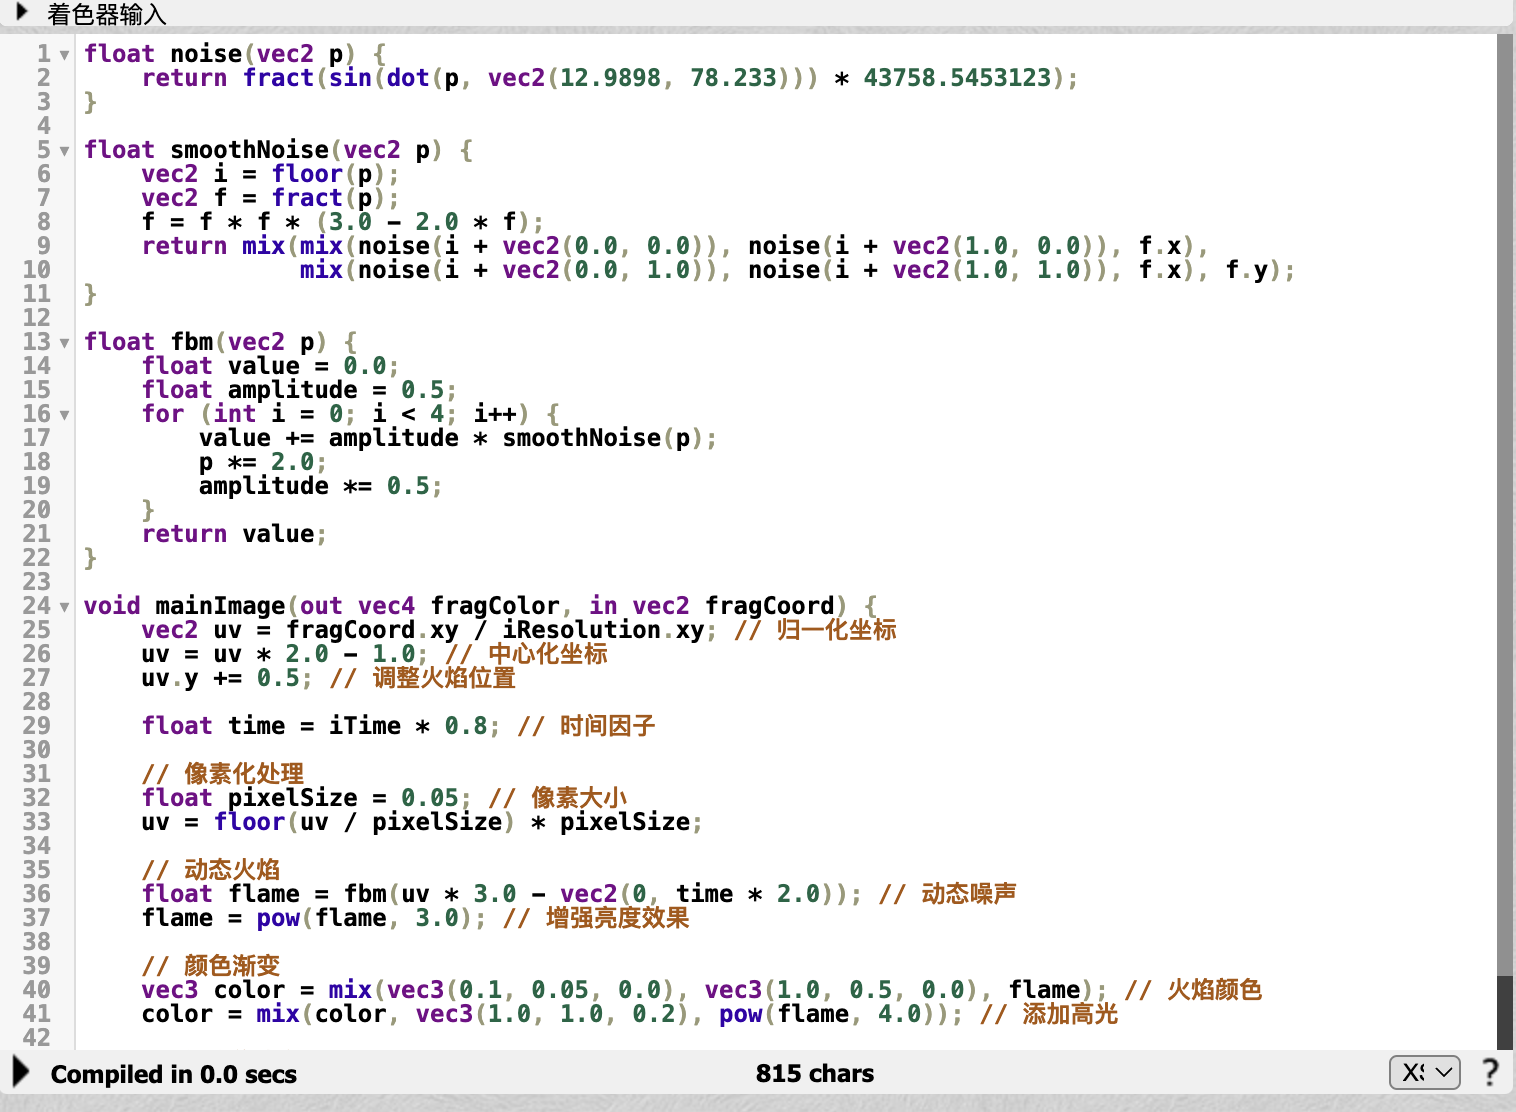 着色器输入
1 float noise(vec2 p) {
2     return fract(sin(dot(p, vec2(12.9898, 78.233))) * 43758.5453123);
3 }
4
5 float smoothNoise(vec2 p) {
6     vec2 i = floor(p);
7     vec2 f = fract(p);
8     f = f * f * (3.0 - 2.0 * f);
9     return mix(mix(noise(i + vec2(0.0, 0.0)), noise(i + vec2(1.0, 0.0)), f.x),
10                mix(noise(i + vec2(0.0, 1.0)), noise(i + vec2(1.0, 1.0)), f.x), f.y);
11 }
12
13 float fbm(vec2 p) {
14     float value = 0.0;
15     float amplitude = 0.5;
16     for (int i = 0; i < 4; i++) {
17         value += amplitude * smoothNoise(p);
18         p *= 2.0;
19         amplitude *= 0.5;
20     }
21     return value;
22 }
23
24 void mainImage(out vec4 fragColor, in vec2 fragCoord) {
25     vec2 uv = fragCoord.xy / iResolution.xy; // 归一化坐标
26     uv = uv * 2.0 - 1.0; // 中心化坐标
27     uv.y += 0.5; // 调整火焰位置
28
29     float time = iTime * 0.8; // 时间因子
30
31     // 像素化处理
32     float pixelSize = 0.05; // 像素大小
33     uv = floor(uv / pixelSize) * pixelSize;
34
35     // 动态火焰
36     float flame = fbm(uv * 3.0 - vec2(0, time * 2.0)); // 动态噪声
37     flame = pow(flame, 3.0); // 增强亮度效果
38
39     // 颜色渐变
40     vec3 color = mix(vec3(0.1, 0.05, 0.0), vec3(1.0, 0.5, 0.0), flame); // 火焰颜色
41     color = mix(color, vec3(1.0, 1.0, 0.2), pow(flame, 4.0)); // 添加高光
42
Compiled in 0.0 secs
815 chars
?